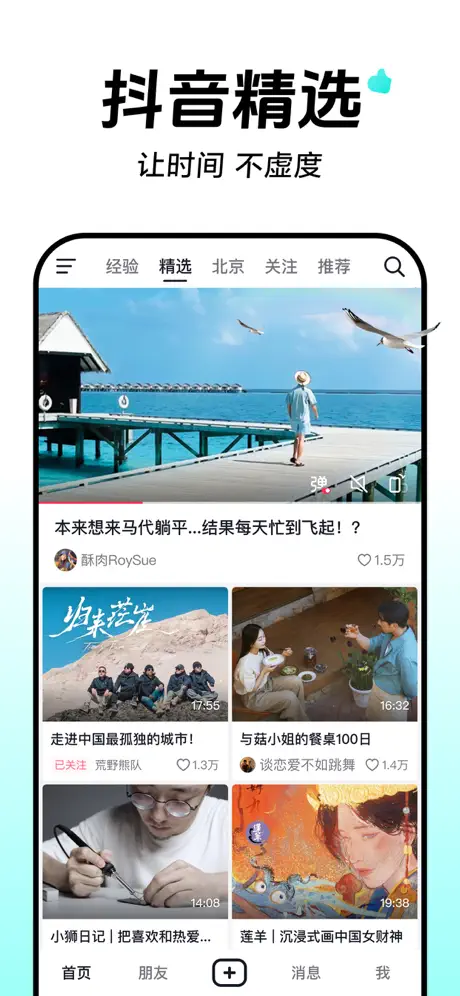 抖音精选
让时间 不虚度
经验 精选 北京 关注 推荐
弹
本来想来马代躺平...结果每天忙到飞起！？
酥肉RoySue 1.5万
归来茫崖
17:55
16:32
走进中国最孤独的城市！
与菇小姐的餐桌100日
已关注 荒野熊队 1.3万
谈恋爱不如跳舞 1.4万
莲羊
14:08
19:38
小狮日记 | 把喜欢和热爱...
莲羊 | 沉浸式画中国女财神
首页 朋友 消息 我